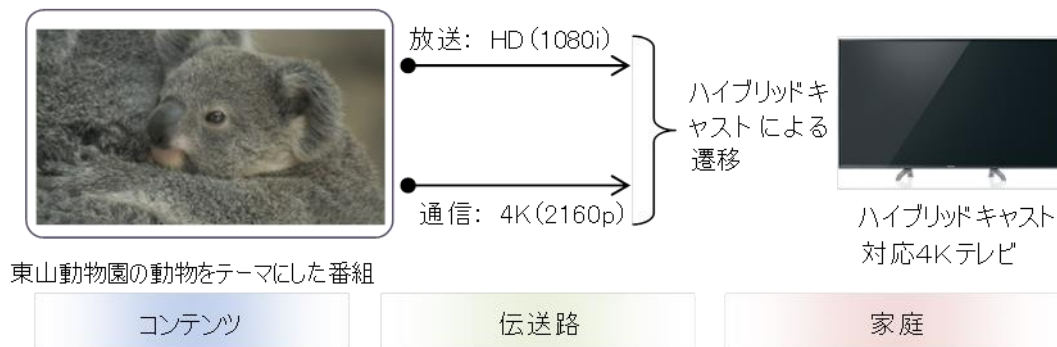 放送: HD(1080i)
ハイブリッドキ
ャストによる
遷移
通信: 4K(2160p)
ハイブリッドキャスト
対応4Kテレビ
東山動物園の動物をテーマにした番組
コンテンツ
伝送路
家庭